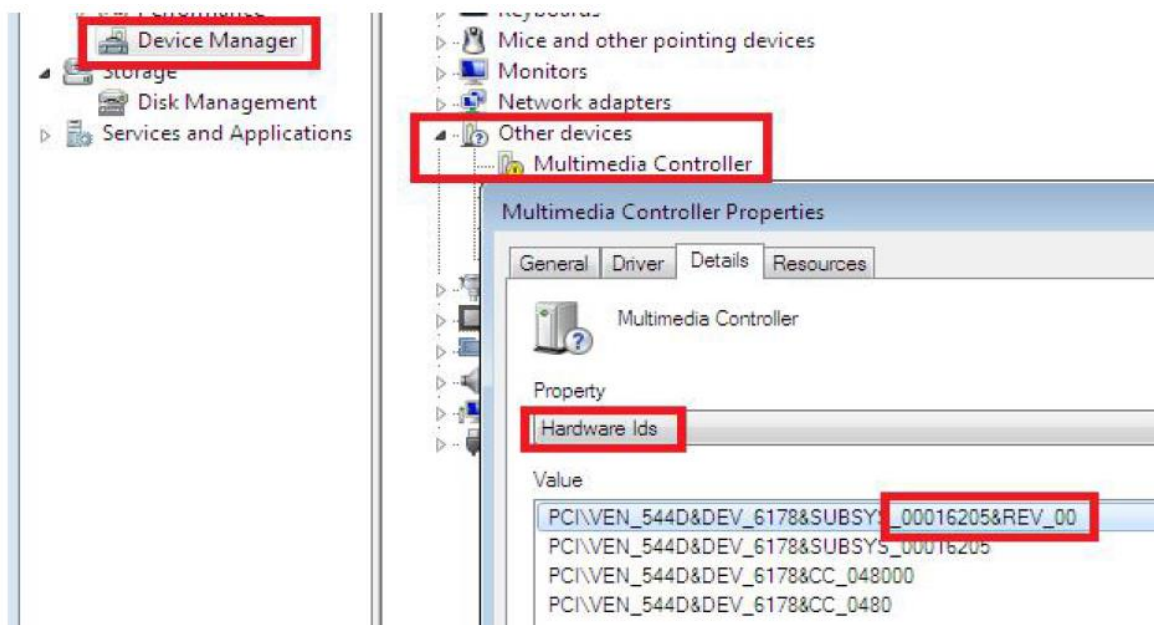 Performance
Device Manager
Storage
Disk Management
Services and Applications
Keyboards
Mice and other pointing devices
Monitors
Network adapters
Other devices
Multimedia Controller
Multimedia Controller Properties
General Driver Details Resources
Multimedia Controller
Property
Hardware Ids
Value
PCI\VEN_544D&DEV_6178&SUBSYS_00016205&REV_00
PCI\VEN_544D&DEV_6178&SUBSYS_00016205
PCI\VEN_544D&DEV_6178&CC_048000
PCI\VEN_544D&DEV_6178&CC_0480